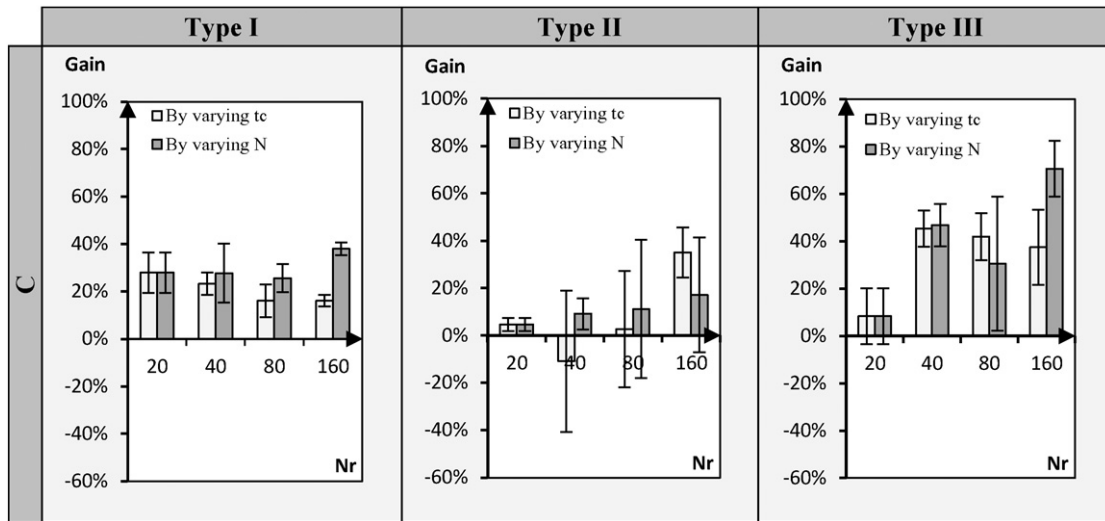 Type I
Type II
Type III
C
Gain
100%
80%
60%
40%
20%
0%
-20%
-40%
-60%
By varying tc
By varying N
20 40 80 160
Nr
Gain
100%
80%
60%
40%
20%
0%
-20%
-40%
-60%
By varying tc
By varying N
20 40 80 160
Nr
Gain
100%
80%
60%
40%
20%
0%
-20%
-40%
-60%
By varying tc
By varying N
20 40 80 160
Nr